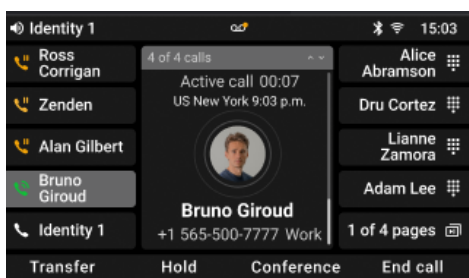 Identity 1
15:03
Ross
Corrigan
Zenden
Alan Gilbert
Bruno
Giroud
Identity 1
4 of 4 calls
Active call 00:07
US New York 9:03 p.m.
Bruno Giroud
+1 565-500-7777 Work
Alice
Abramson
Dru Cortez
Lianne
Zamora
Adam Lee
1 of 4 pages
Transfer
Hold
Conference
End call